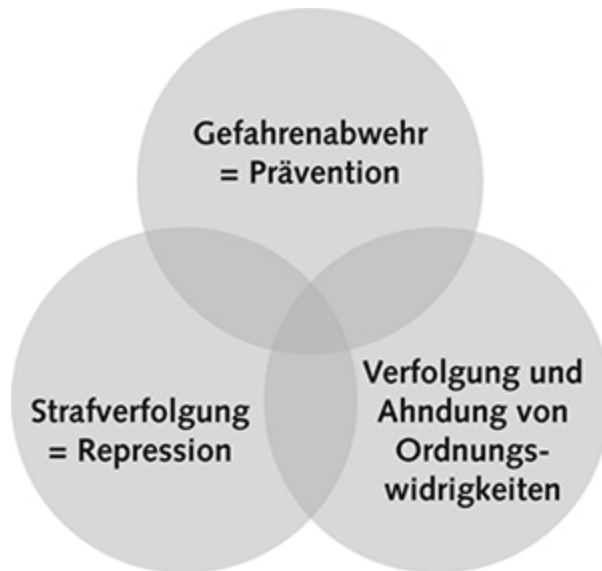 Gefahrenabwehr
= Prävention
Strafverfolgung
= Repression
Verfolgung und
Ahndung von
Ordnungs-
widrigkeiten